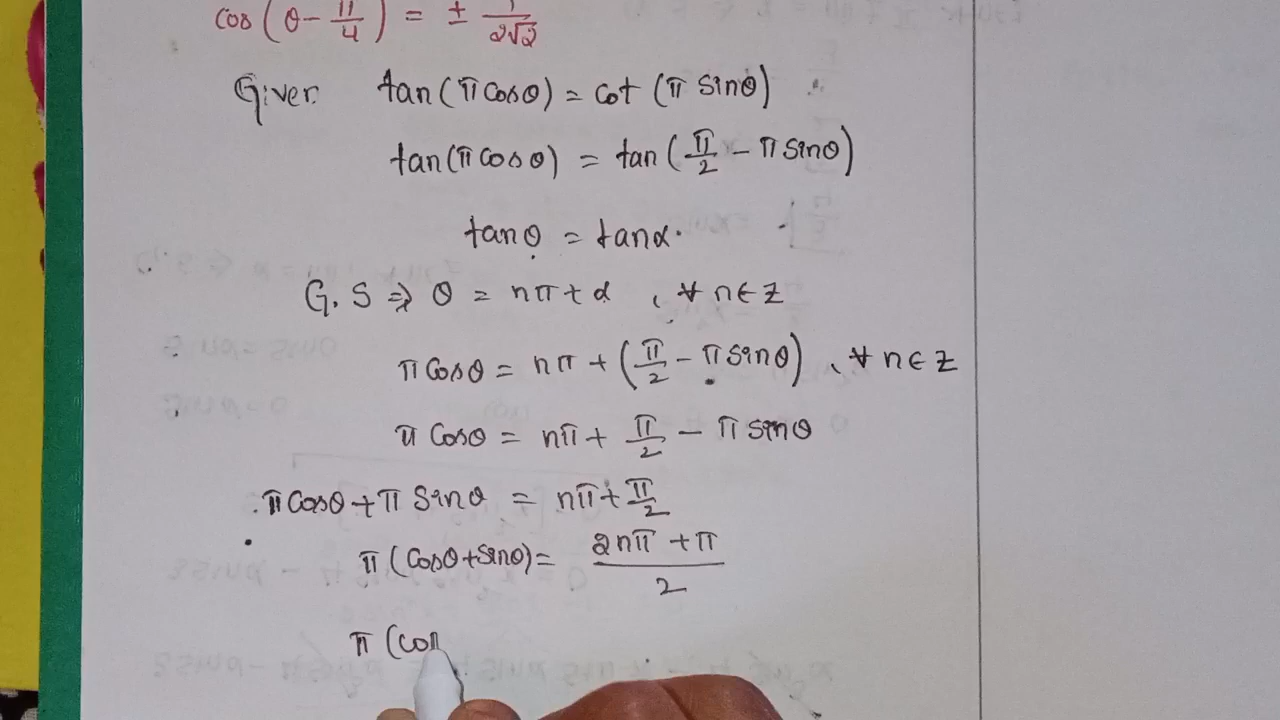 cos(θ - π/4) = ± 1/2√2
Given tan(π cosθ) = cot(π sinθ)
tan(π cosθ) = tan(π/2 - π sinθ)
tanθ = tanα.
G.S ⇒ θ = nπ + α , ∀ n ∈ Z
π cosθ = nπ + (π/2 - π sinθ) , ∀ n ∈ Z
π cosθ = nπ + π/2 - π sinθ
π cosθ + π sinθ = nπ + π/2
π (cosθ + sinθ) = 2nπ + π/2
π (con